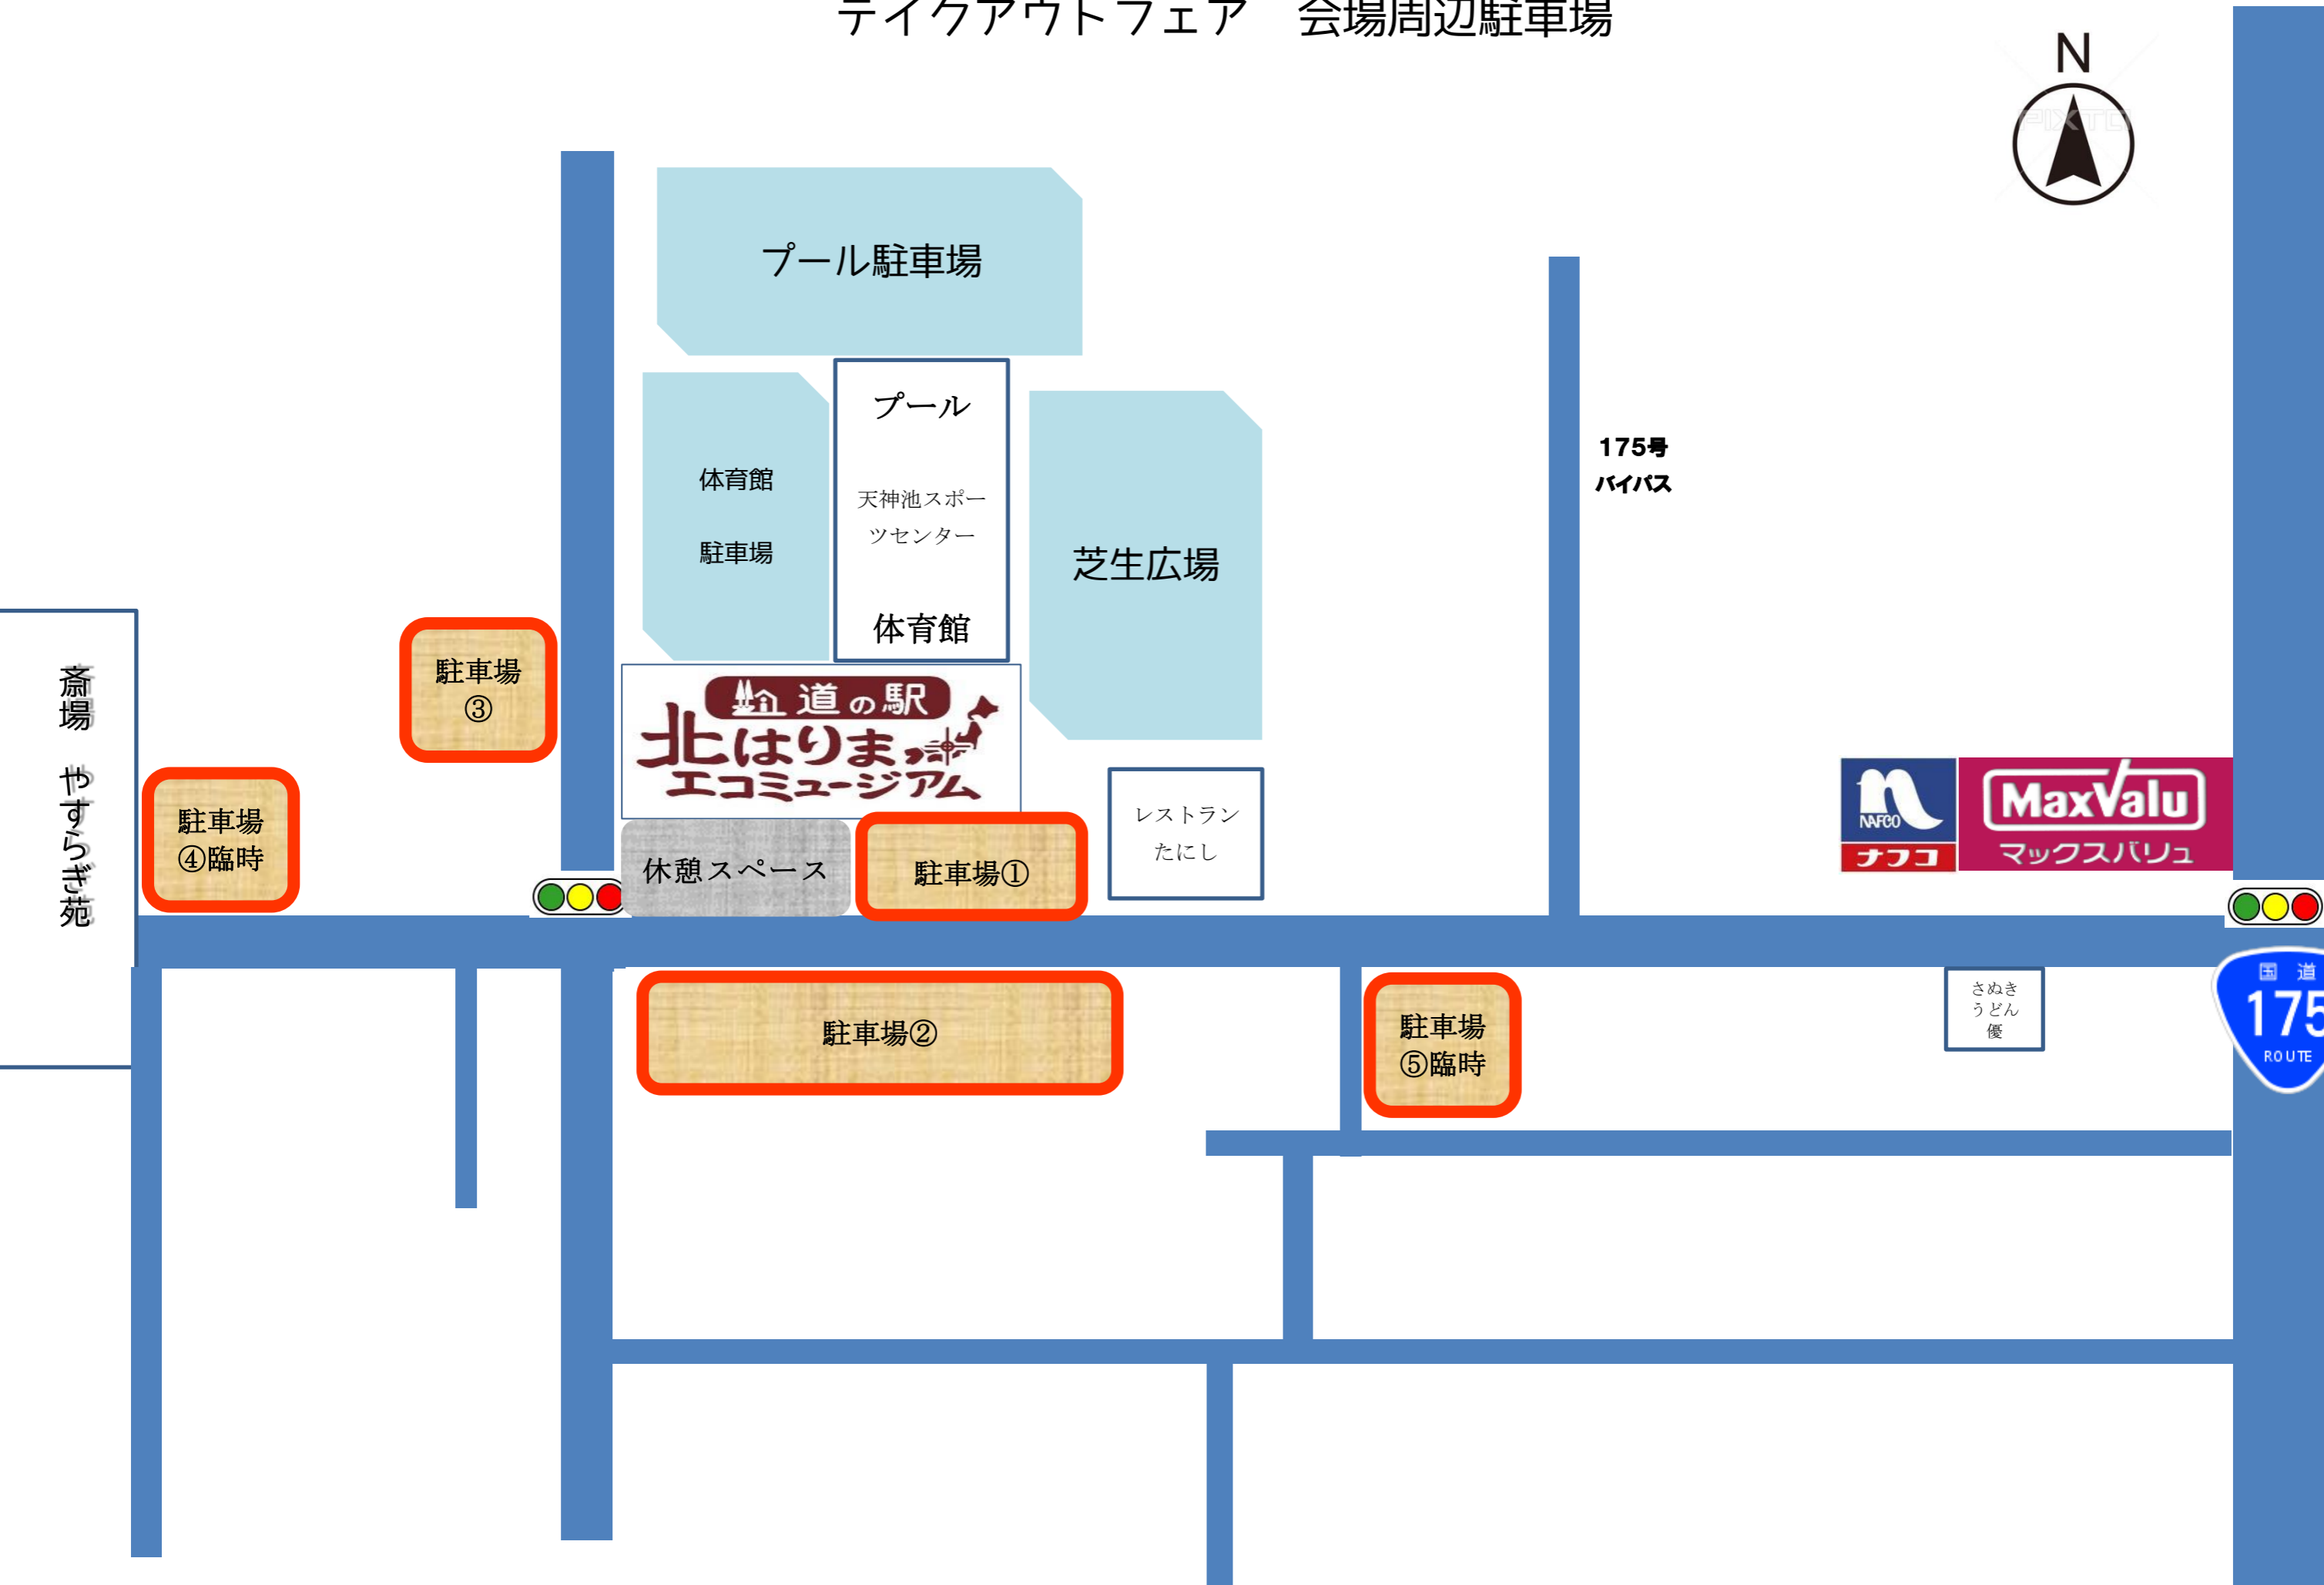 テイクアウトフェア　会場周辺駐車場
N
プール駐車場
プール
体育館
駐車場
天神池スポー
ツセンター
体育館
芝生広場
175号
バイパス
斎場　やすらぎ苑
駐車場
③
道の駅
北はりま
エコミュージアム
駐車場
④臨時
休憩スペース
駐車場①
レストラン
たにし
NAFCO
ナフコ
MaxValu
マックスバリュ
駐車場②
駐車場
⑤臨時
さぬき
うどん
優
国道
175
ROUTE
PIXTA